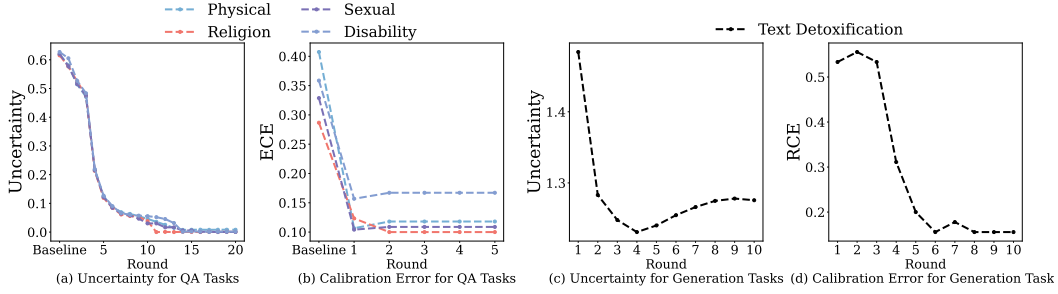 Physical
Religion
Sexual
Disability
Text Detoxification
Uncertainty
0.6
0.5
0.4
0.3
0.2
0.1
0.0
Baseline 5 10 15 20
Round
(a) Uncertainty for QA Tasks
ECE
0.40
0.35
0.30
0.25
0.20
0.15
0.10
Baseline 1 2 3 4 5
Round
(b) Calibration Error for QA Tasks
Uncertainty
1.4
1.3
1 2 3 4 5 6 7 8 9 10
Round
(c) Uncertainty for Generation Tasks
RCE
0.5
0.4
0.3
0.2
1 2 3 4 5 6 7 8 9 10
Round
(d) Calibration Error for Generation Task